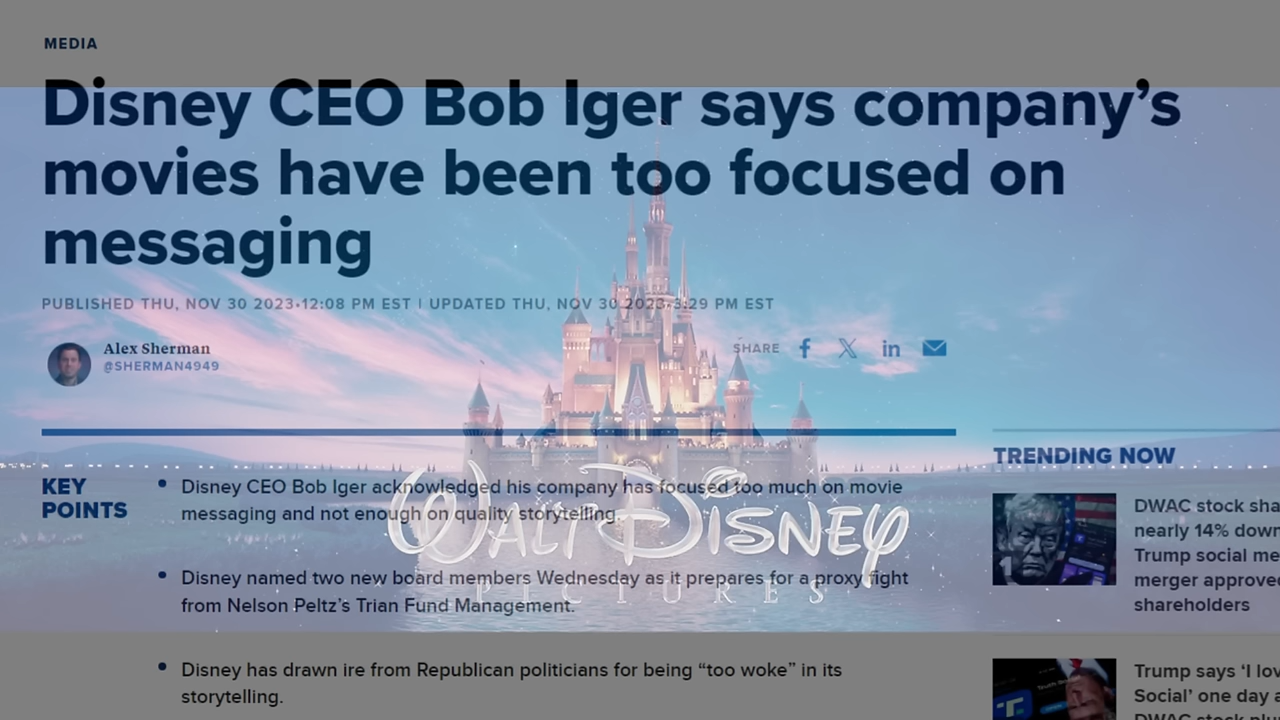 MEDIA
Disney CEO Bob Iger says company’s
movies have been too focused on
messaging
PUBLISHED THU, NOV 30 2023•12:08 PM EST | UPDATED THU, NOV 30 2023•3:29 PM EST
Alex Sherman
@SHERMAN4949
SHARE
KEY
POINTS
Disney CEO Bob Iger acknowledged his company has focused too much on movie
messaging and not enough on quality storytelling.
Disney named two new board members Wednesday as it prepares for a proxy fight
from Nelson Peltz’s Trian Fund Management.
Disney has drawn ire from Republican politicians for being “too woke” in its
storytelling.
WALT DISNEY
PICTURES
TRENDING NOW
DWAC stock sha
nearly 14% down
Trump social me
merger approved
shareholders
Trump says ‘I lov
Social’ one day a